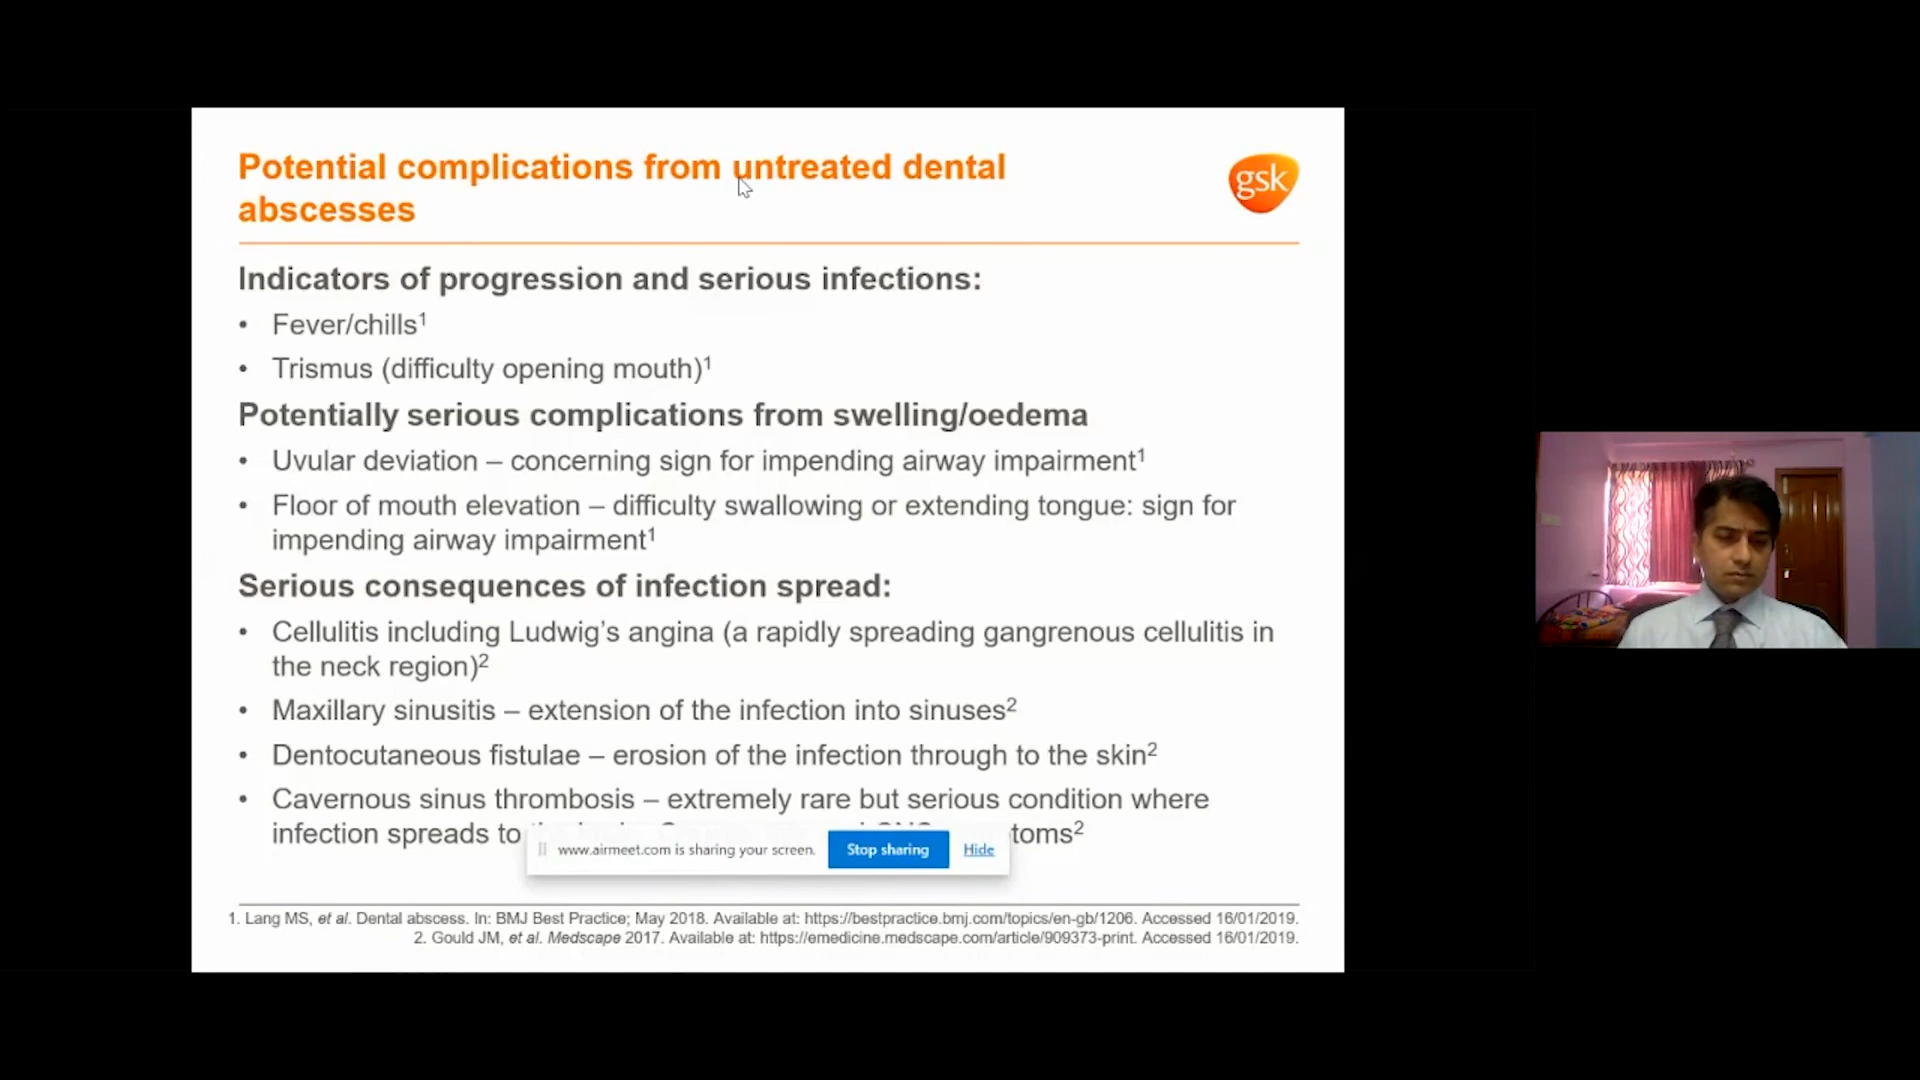 Potential complications from untreated dental
abscesses
gsk
Indicators of progression and serious infections:
• Fever/chills¹
• Trismus (difficulty opening mouth)¹
Potentially serious complications from swelling/oedema
• Uvular deviation – concerning sign for impending airway impairment¹
• Floor of mouth elevation – difficulty swallowing or extending tongue: sign for
impending airway impairment¹
Serious consequences of infection spread:
• Cellulitis including Ludwig's angina (a rapidly spreading gangrenous cellulitis in
the neck region)²
• Maxillary sinusitis – extension of the infection into sinuses²
• Dentocutaneous fistulae – erosion of the infection through to the skin²
• Cavernous sinus thrombosis – extremely rare but serious condition where
infection spreads to
www.airmeet.com is sharing your screen. Stop sharing Hide
1. Lang MS, et al. Dental abscess. In: BMJ Best Practice; May 2018. Available at: https://bestpractice.bmj.com/topics/en-gb/1206. Accessed 16/01/2019.
2. Gould JM, et al. Medscape 2017. Available at: https://emedicine.medscape.com/article/909373-print. Accessed 16/01/2019.